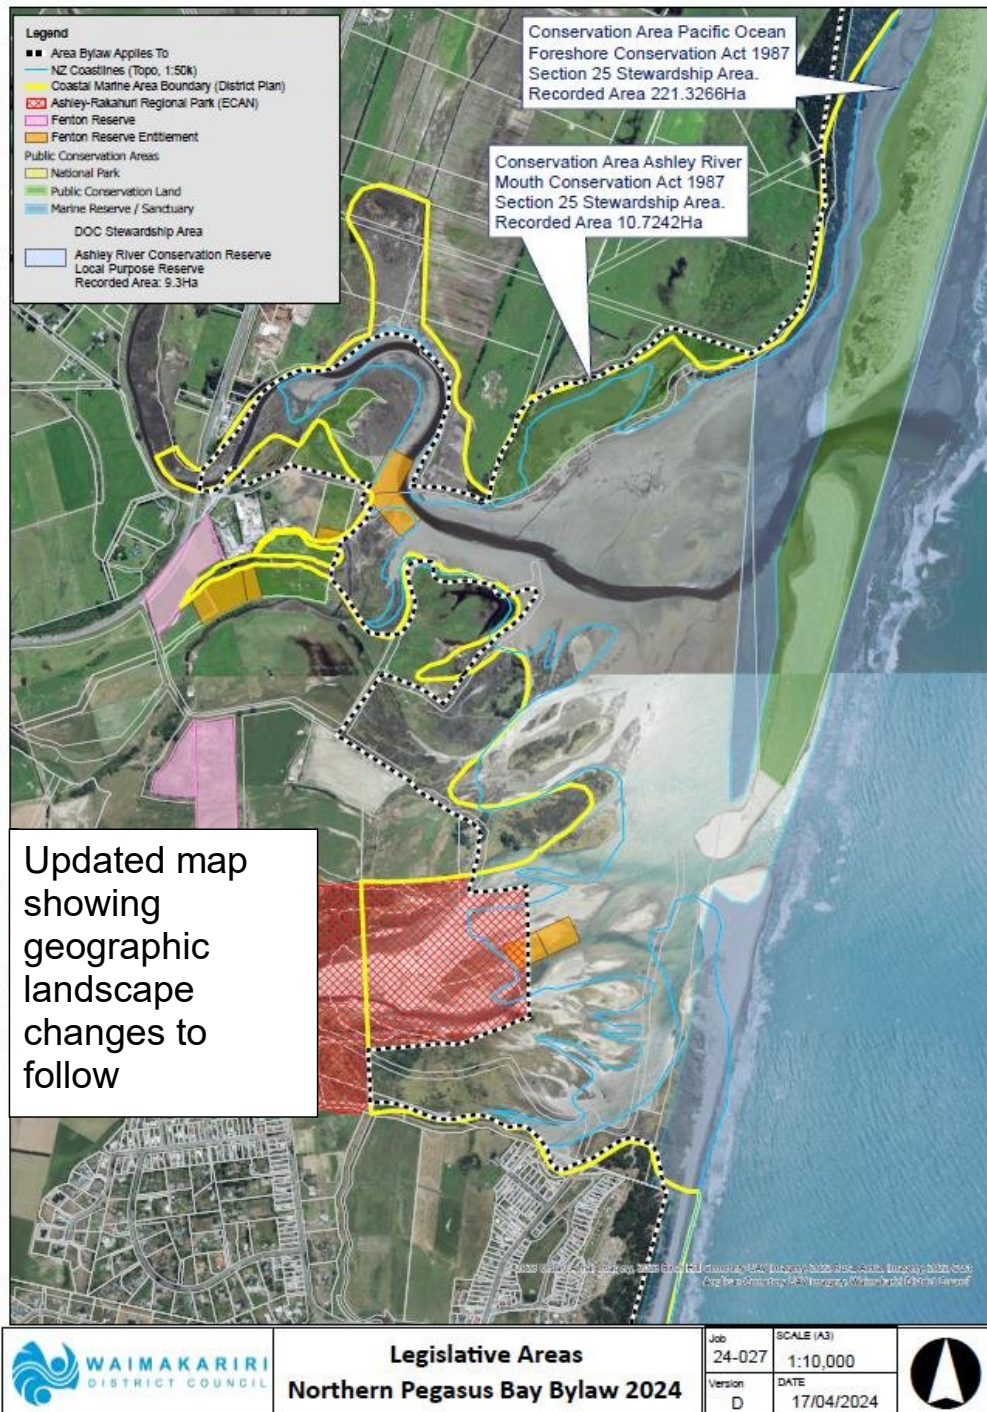 Legend
Area Bylaw Applies To
NZ Coastlines (Topo, 1:50k)
Coastal Marine Area Boundary (District Plan)
Ashley-Rakahuri Regional Park (ECAN)
Fenton Reserve
Fenton Reserve Entitlement
Public Conservation Areas
National Park
Public Conservation Land
Marine Reserve / Sanctuary
DOC Stewardship Area
Ashley River Conservation Reserve
Local Purpose Reserve
Recorded Area: 9.3Ha
Conservation Area Pacific Ocean
Foreshore Conservation Act 1987
Section 25 Stewardship Area.
Recorded Area 221.3266Ha
Conservation Area Ashley River
Mouth Conservation Act 1987
Section 25 Stewardship Area.
Recorded Area 10.7242Ha
Updated map
showing
geographic
landscape
changes to
follow
WAIMAKARIRI
DISTRICT COUNCIL
Legislative Areas
Northern Pegasus Bay Bylaw 2024
Job
24-027
SCALE (A3)
1:10,000
Version
D
DATE
17/04/2024